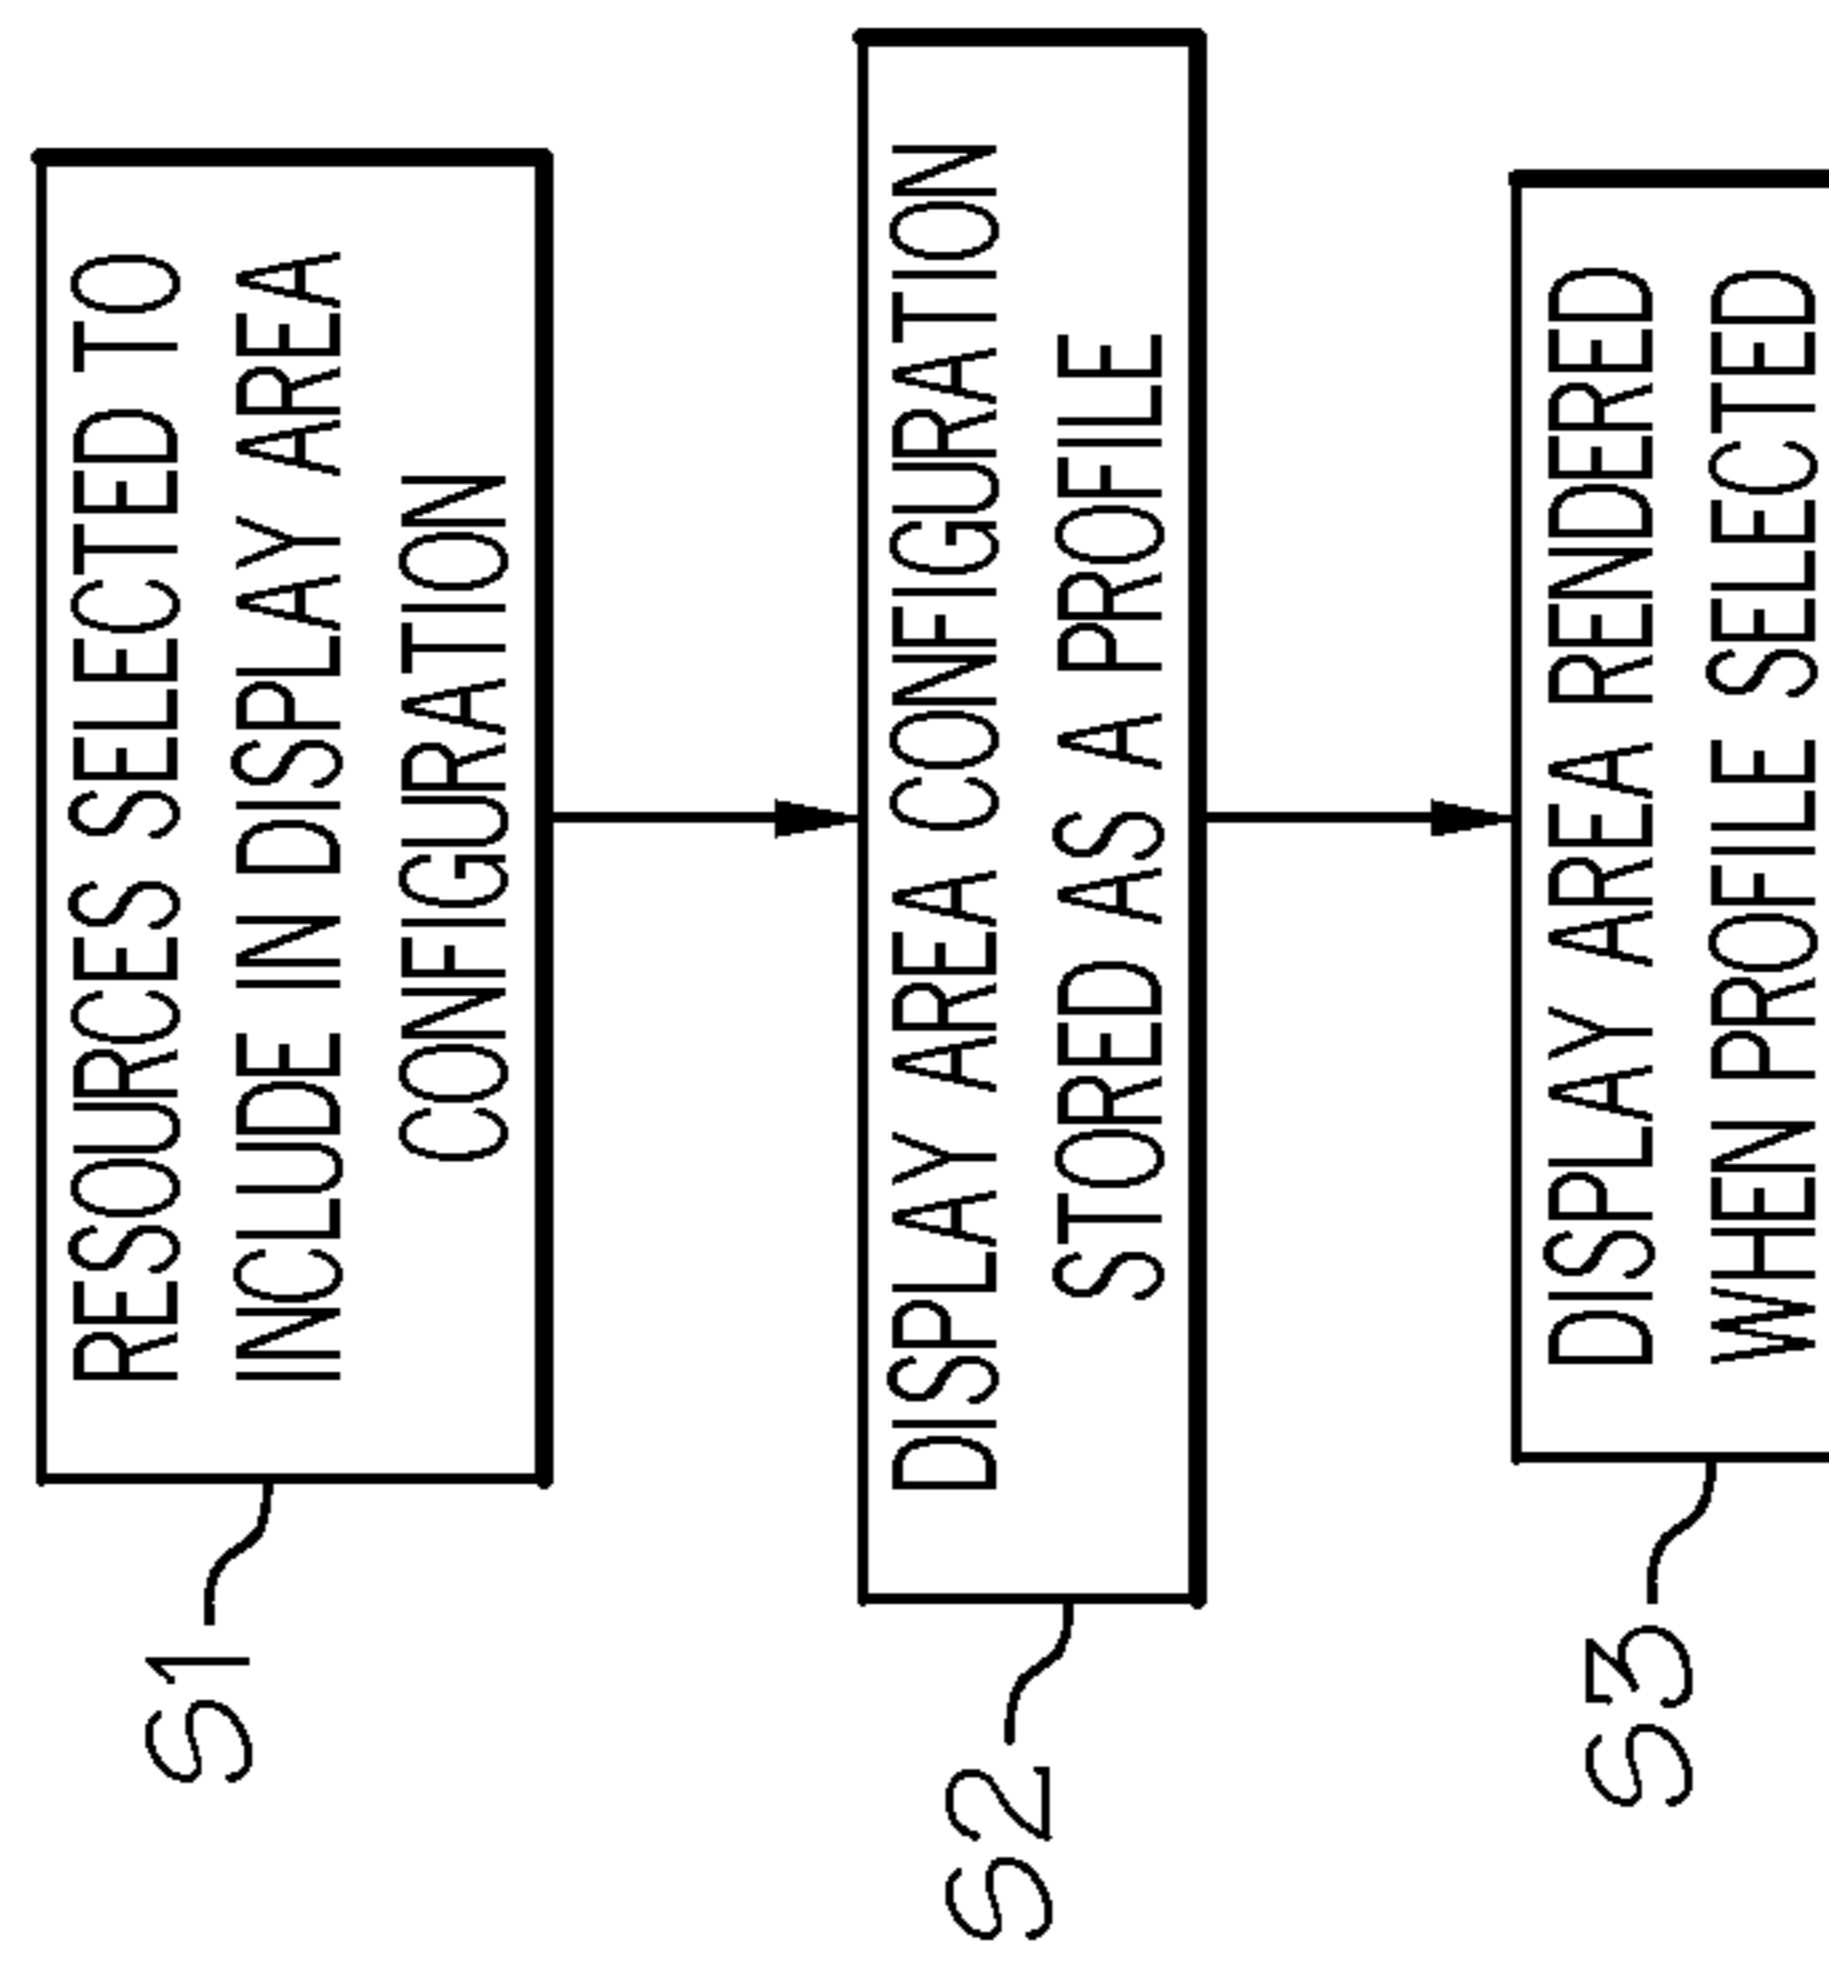 S1
RESOURCES SELECTED TO
INCLUDE IN DISPLAY AREA
CONFIGURATION
S2
DISPLAY AREA CONFIGURATION
STORED AS A PROFILE
S3
DISPLAY AREA RENDERED
WHEN PROFILE SELECTED